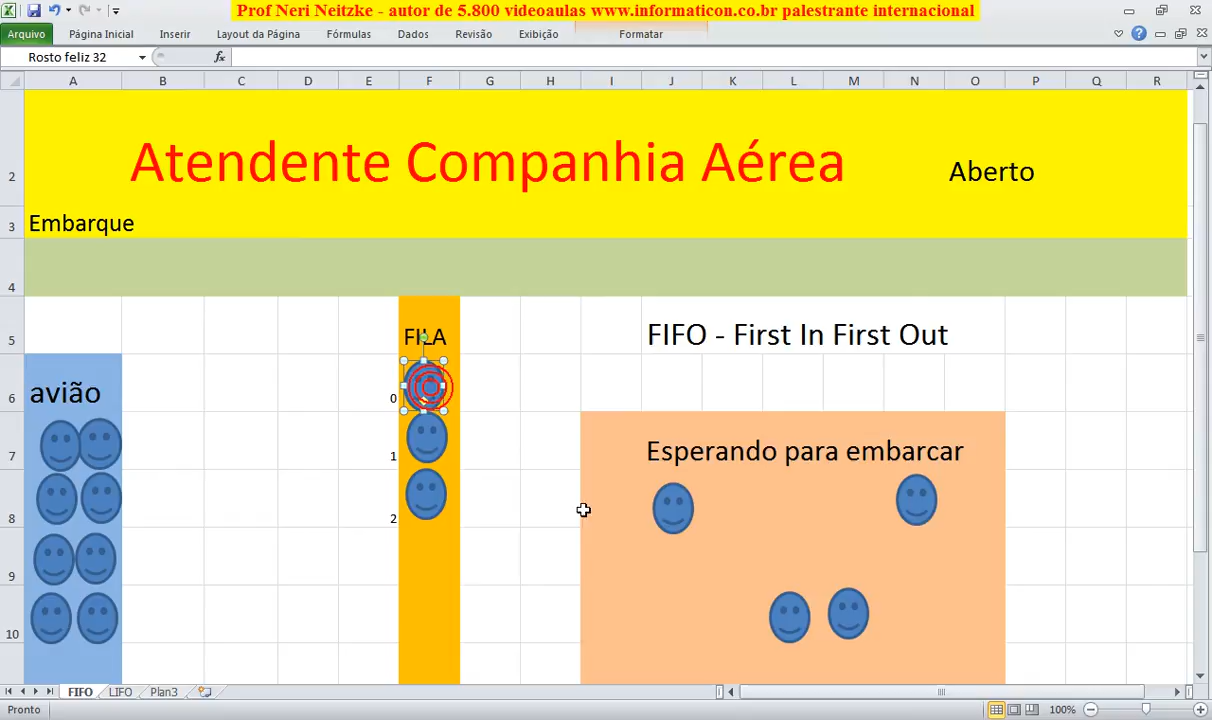 Prof Neri Neitzke - autor de 5.800 videoaulas www.informaticon.co.br palestrante internacional
Arquivo Página Inicial Inserir Layout da Página Fórmulas Dados Revisão Exibição Formatar
Rosto feliz 32 fx
A B C D E F G H I J K L M N O P Q R
2 Atendente Companhia Aérea Aberto
3 Embarque
4
5 FILA FIFO - First In First Out
6 avião 0
7 1 Esperando para embarcar
8 2
9
10
FIFO LIFO Plan3
Pronto 100%